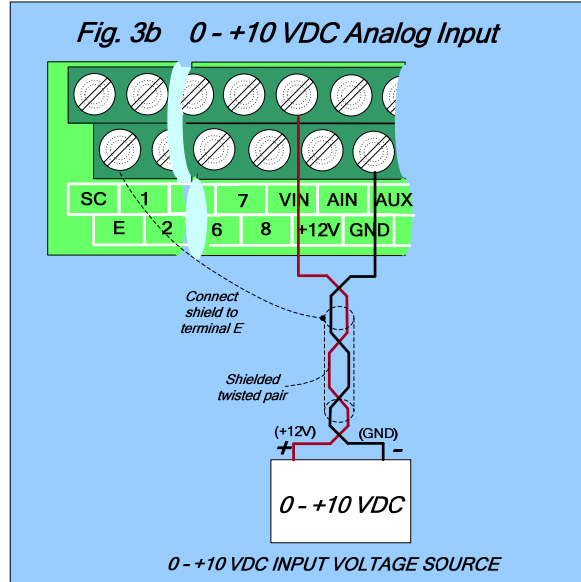 Fig. 3b 0 - +10 VDC Analog Input
SC 1 7 VIN AIN AUX
E 2 6 8 +12V GND
Connect
shield to
terminal E
Shielded
twisted pair
(+12V) (GND)
+ -
0 - +10 VDC
0 - +10 VDC INPUT VOLTAGE SOURCE